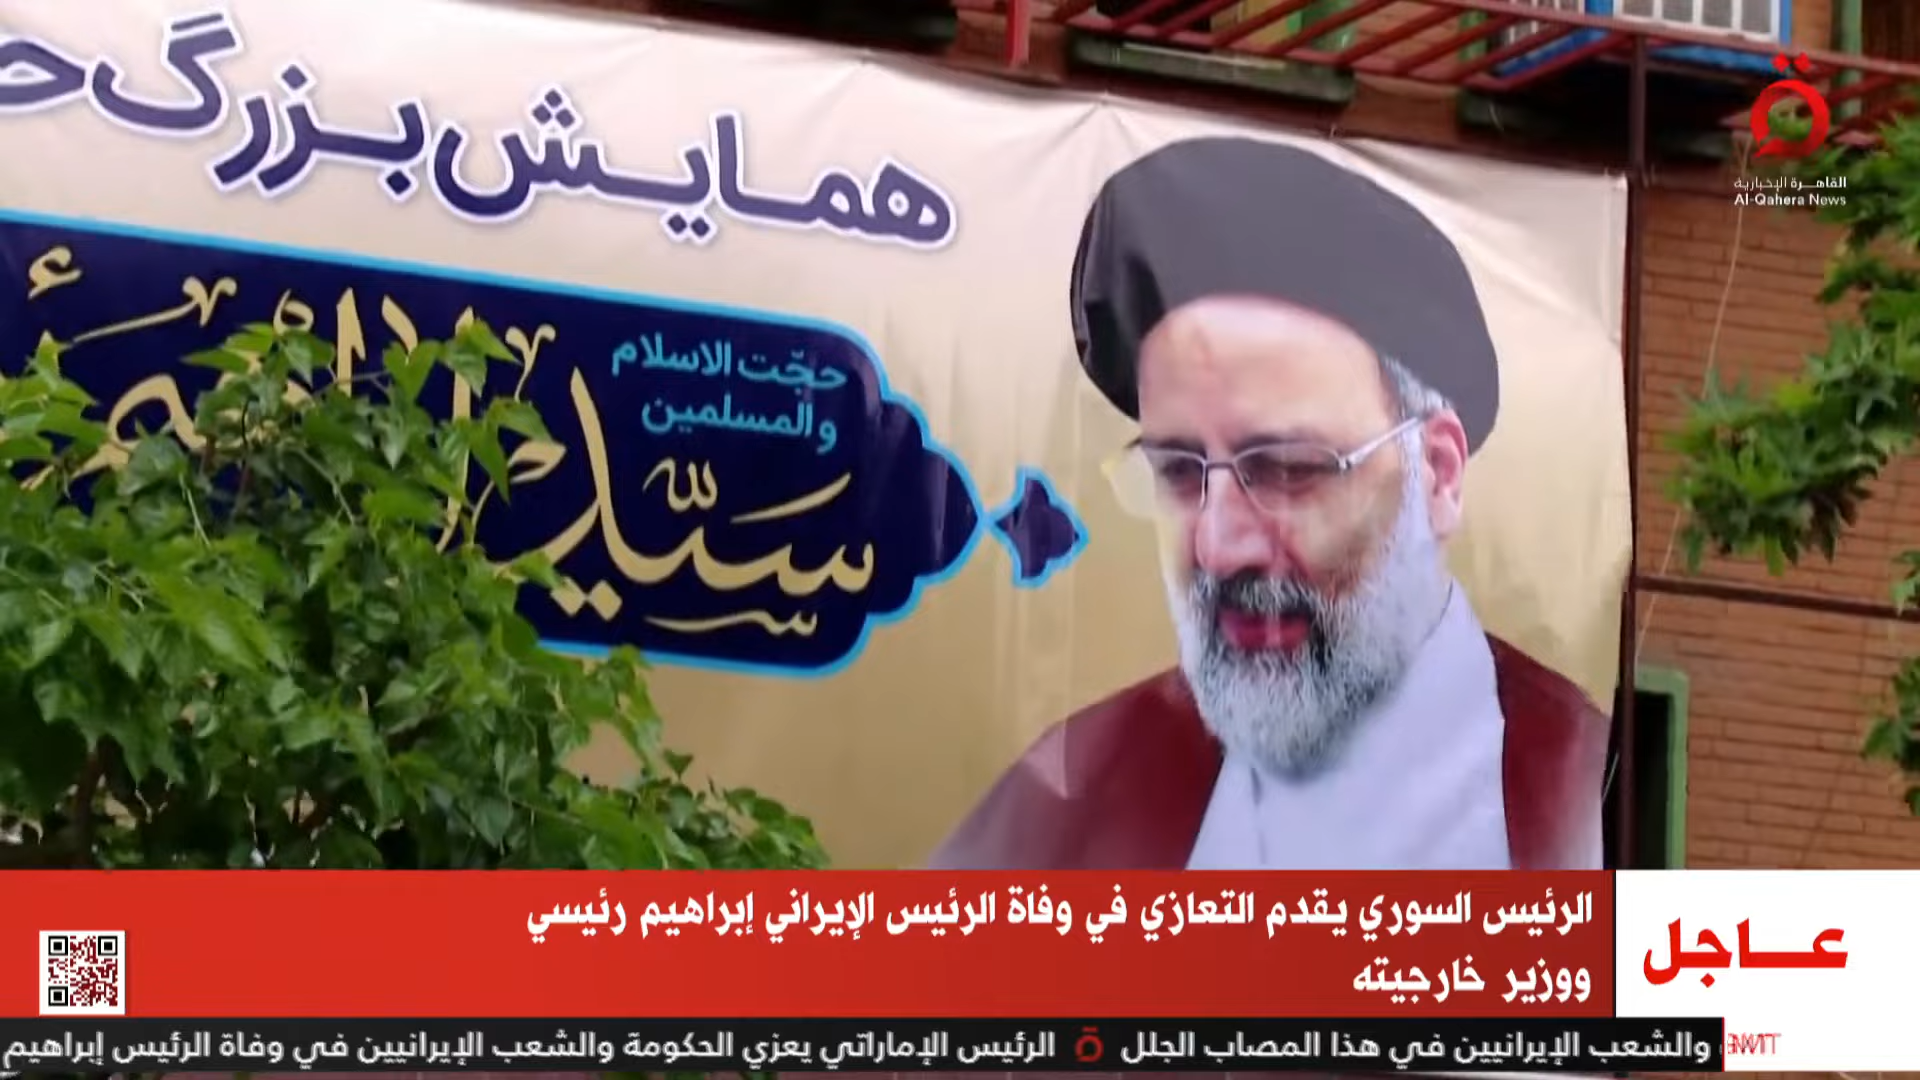 همایش بزرگ
حجّت الاسلام
والمسلمین
سید
القاهرة الإخبارية
Al-Qahera News
عاجل
الرئيس السوري يقدم التعازي في وفاة الرئيس الإيراني إبراهيم رئيسي
ووزير خارجيته
والشعب الإيرانيين في هذا المصاب الجلل الرئيس الإماراتي يعزي الحكومة والشعب الإيرانيين في وفاة الرئيس إبراهيم